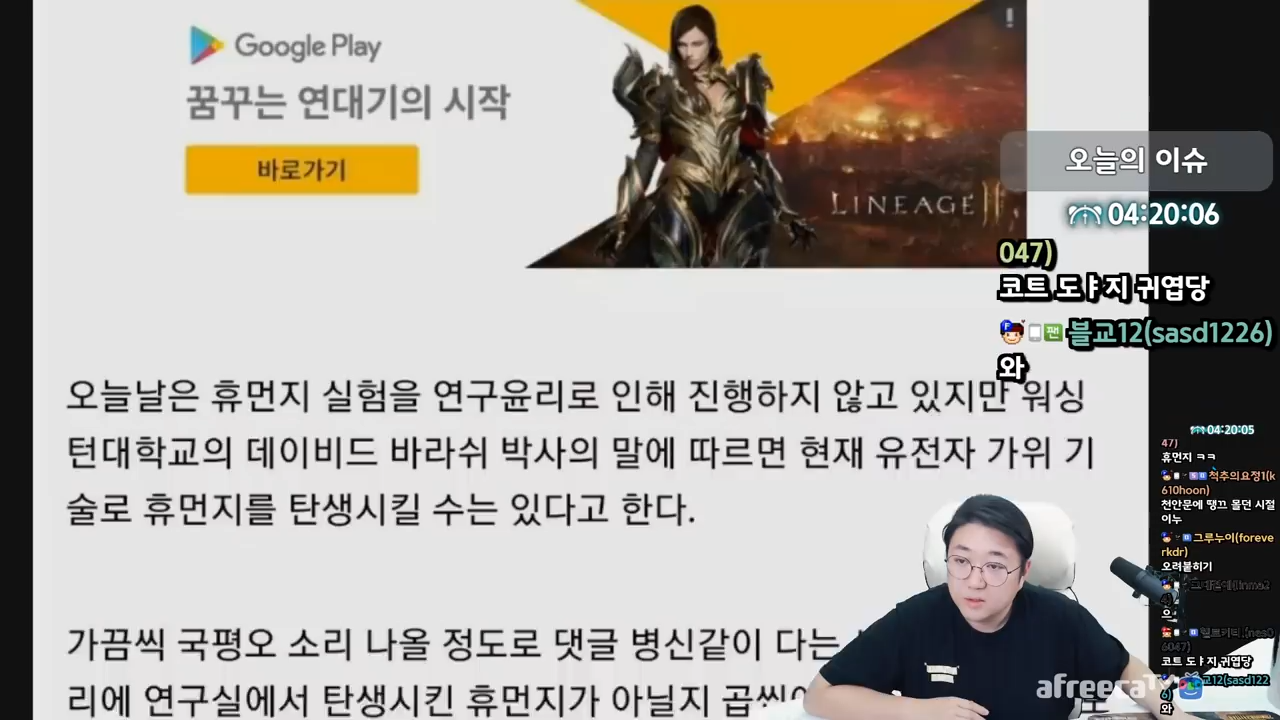 Google Play
꿈꾸는 연대기의 시작
바로가기
LINEAGE II
오늘의 이슈
04:20:06
047)
코트 도ㅑ지 귀엽당
블교12(sasd1226)
와
오늘날은 휴먼지 실험을 연구윤리로 인해 진행하지 않고 있지만 워싱
턴대학교의 데이비드 바라쉬 박사의 말에 따르면 현재 유전자 가위 기
술로 휴먼지를 탄생시킬 수는 있다고 한다.
가끔씩 국평오 소리 나올 정도로 댓글 병신같이 다는
리에 연구실에서 탄생시킨 휴먼지가 아닐지
04:20:05
47)
휴먼지 ㅋㅋ
척추의요정1(k
610hoon)
천안문에 땡끄 몰던 시절
이누
그루누이(foreve
rkdr)
오려붙히기
으
6047)
코트 도ㅑ지 귀엽당
교12(sasd122
6)
와
afreecaTV